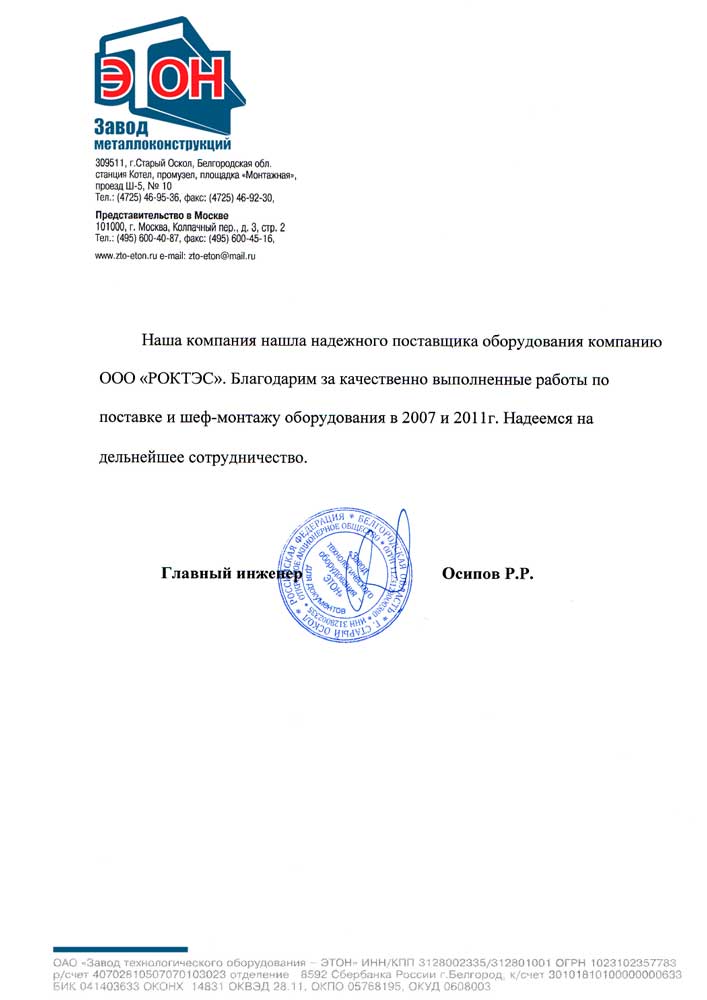 ЭТОН
Завод
металлоконструкций
309511, г.Старый Оскол, Белгородская обл.
станция Котел, промузел, площадка «Монтажная»,
проезд Ш-5, № 10
Тел.: (4725) 46-95-36, факс: (4725) 46-92-30,
Представительство в Москве
101000, г. Москва, Колпачный пер., д. 3, стр. 2
Тел.: (495) 600-40-87, факс: (495) 600-45-16,
www.zto-eton.ru e-mail: zto-eton@mail.ru
Наша компания нашла надежного поставщика оборудования компанию
ООО «РОКТЭС». Благодарим за качественно выполненные работы по
поставке и шеф-монтажу оборудования в 2007 и 2011г. Надеемся на
дельнейшее сотрудничество.
Главный инженер Осипов Р.Р.
РОССИЙСКАЯ ФЕДЕРАЦИЯ * БЕЛГОРОДСКАЯ ОБЛАСТЬ * Г. СТАРЫЙ ОСКОЛ *
ОТКРЫТОЕ АКЦИОНЕРНОЕ ОБЩЕСТВО
ИНН 3128002335
«Завод
технологического
оборудования –
ЭТОН»
для документов
ОАО «Завод технологического оборудования – ЭТОН» ИНН/КПП 3128002335/312801001 ОГРН 1023102357783
р/счет 40702810507070103023 отделение 8592 Сбербанка России г.Белгород, к/счет 30101810100000000633
БИК 041403633 ОКОНХ 14831 ОКВЭД 28.11, ОКПО 05768195, ОКУД 0608003